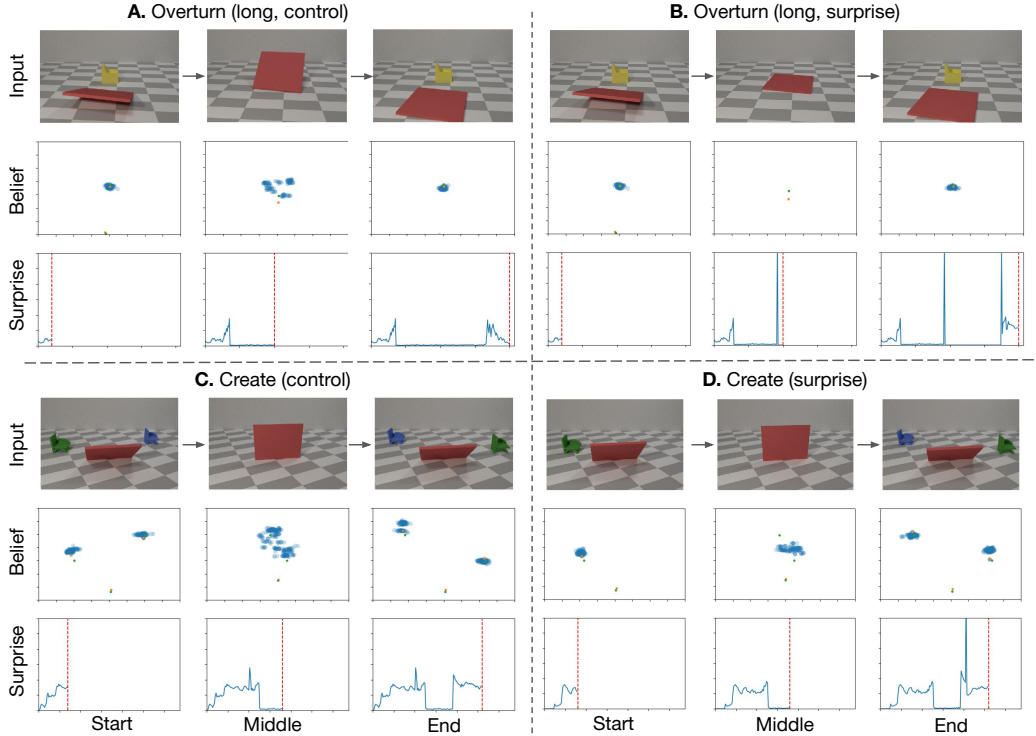 A. Overturn (long, control)
B. Overturn (long, surprise)
Input
Belief
Surprise
C. Create (control)
D. Create (surprise)
Input
Belief
Surprise
Start
Middle
End
Start
Middle
End